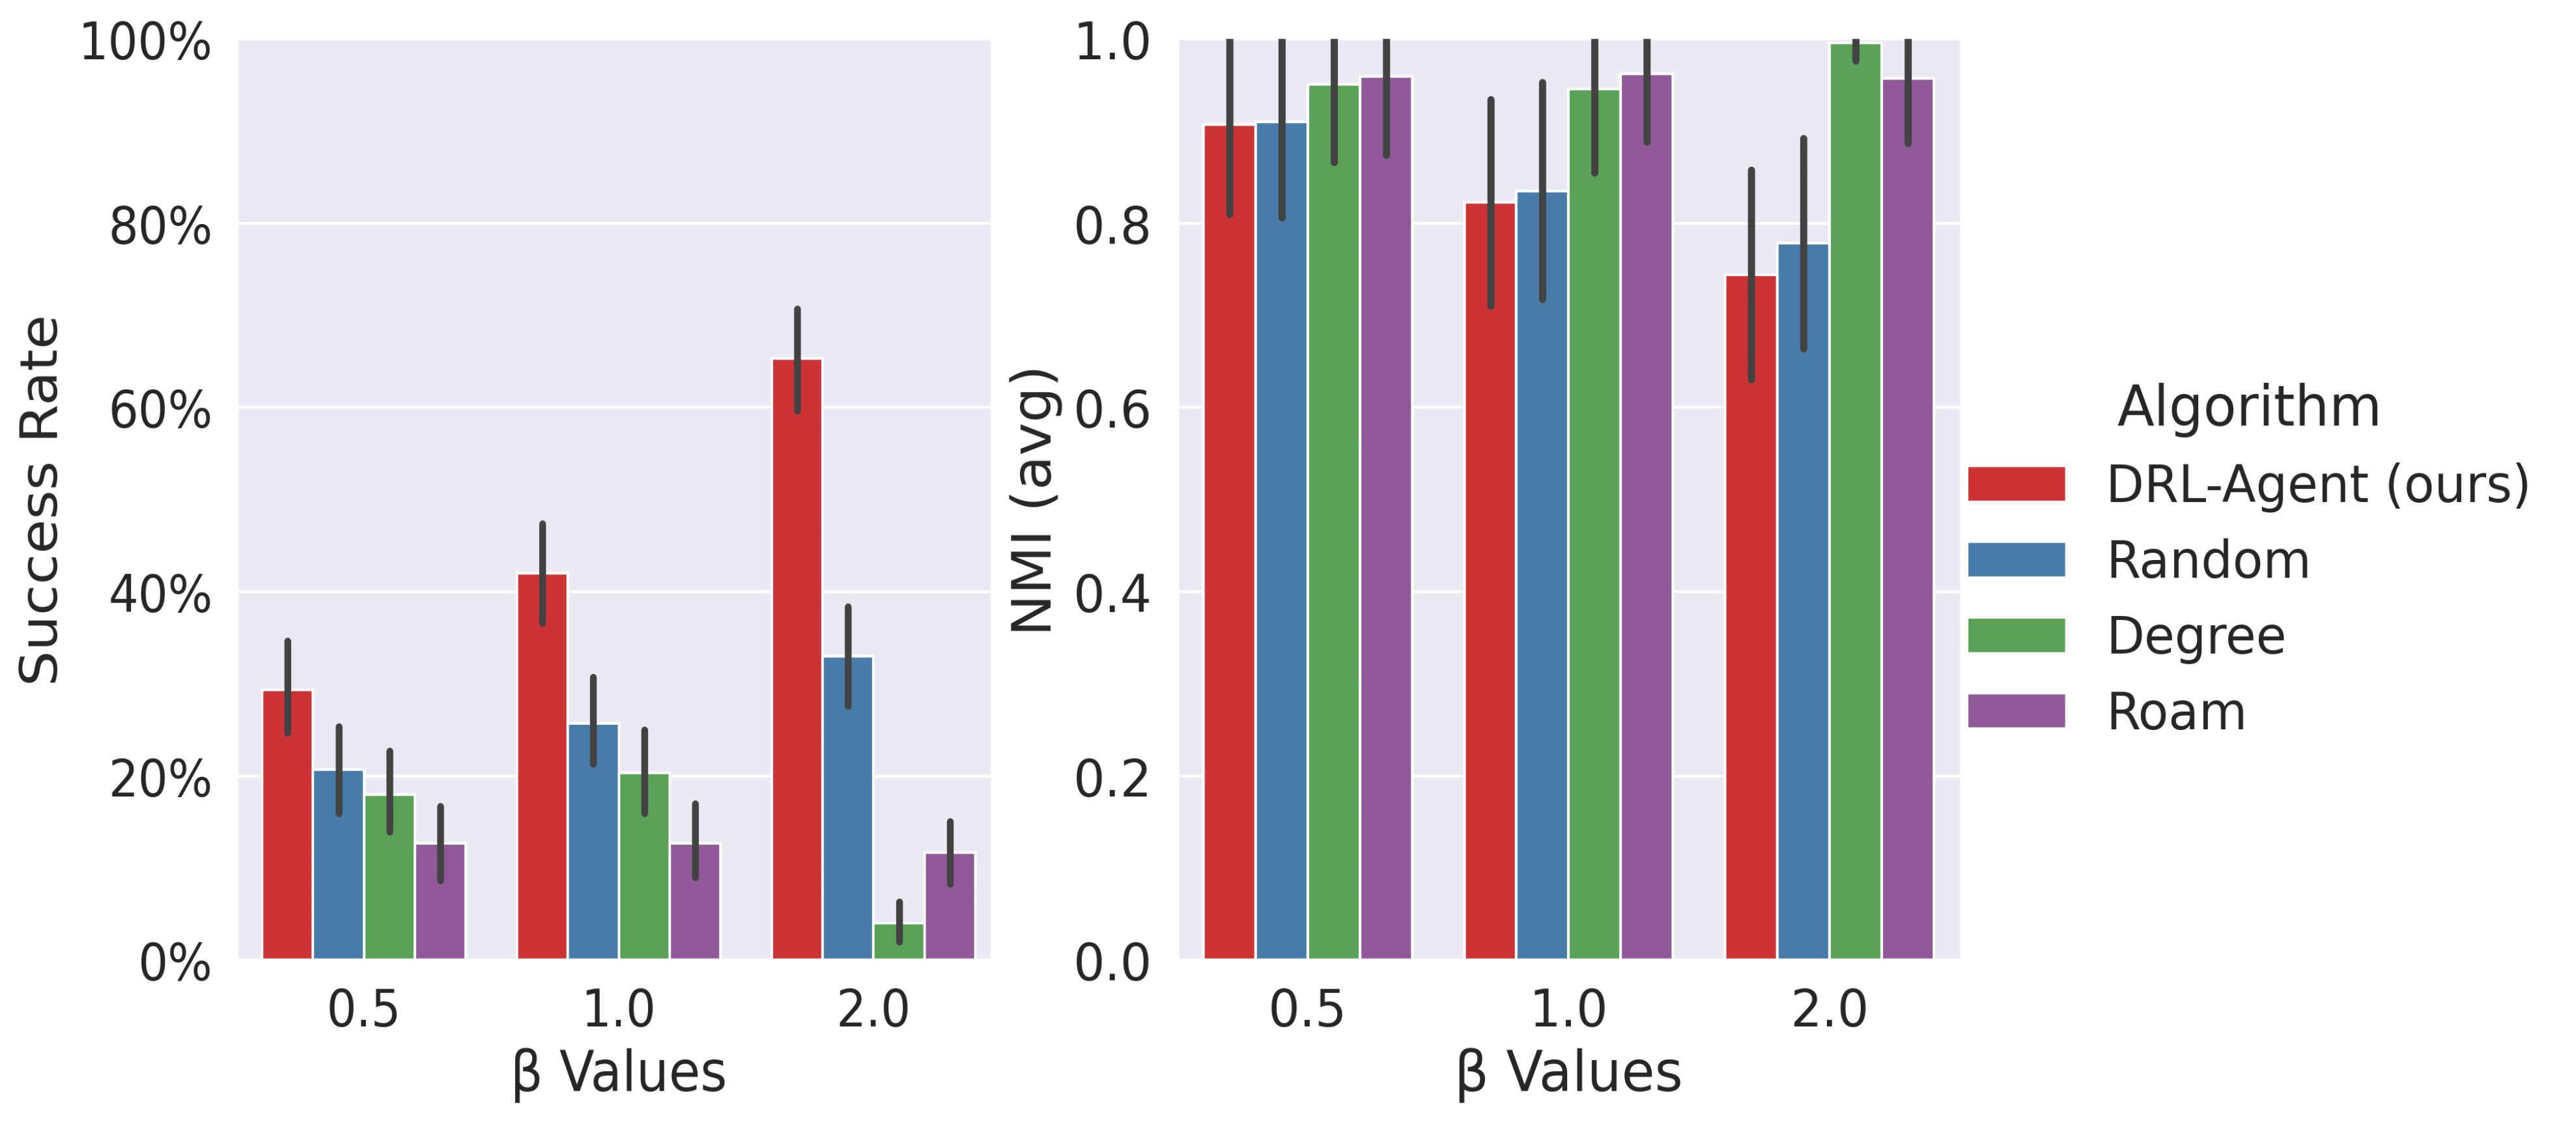 100%
80%
60%
40%
20%
0%
Success Rate
0.5 1.0 2.0
β Values
1.0
0.8
0.6
0.4
0.2
0.0
NMI (avg)
0.5 1.0 2.0
β Values
Algorithm
DRL-Agent (ours)
Random
Degree
Roam